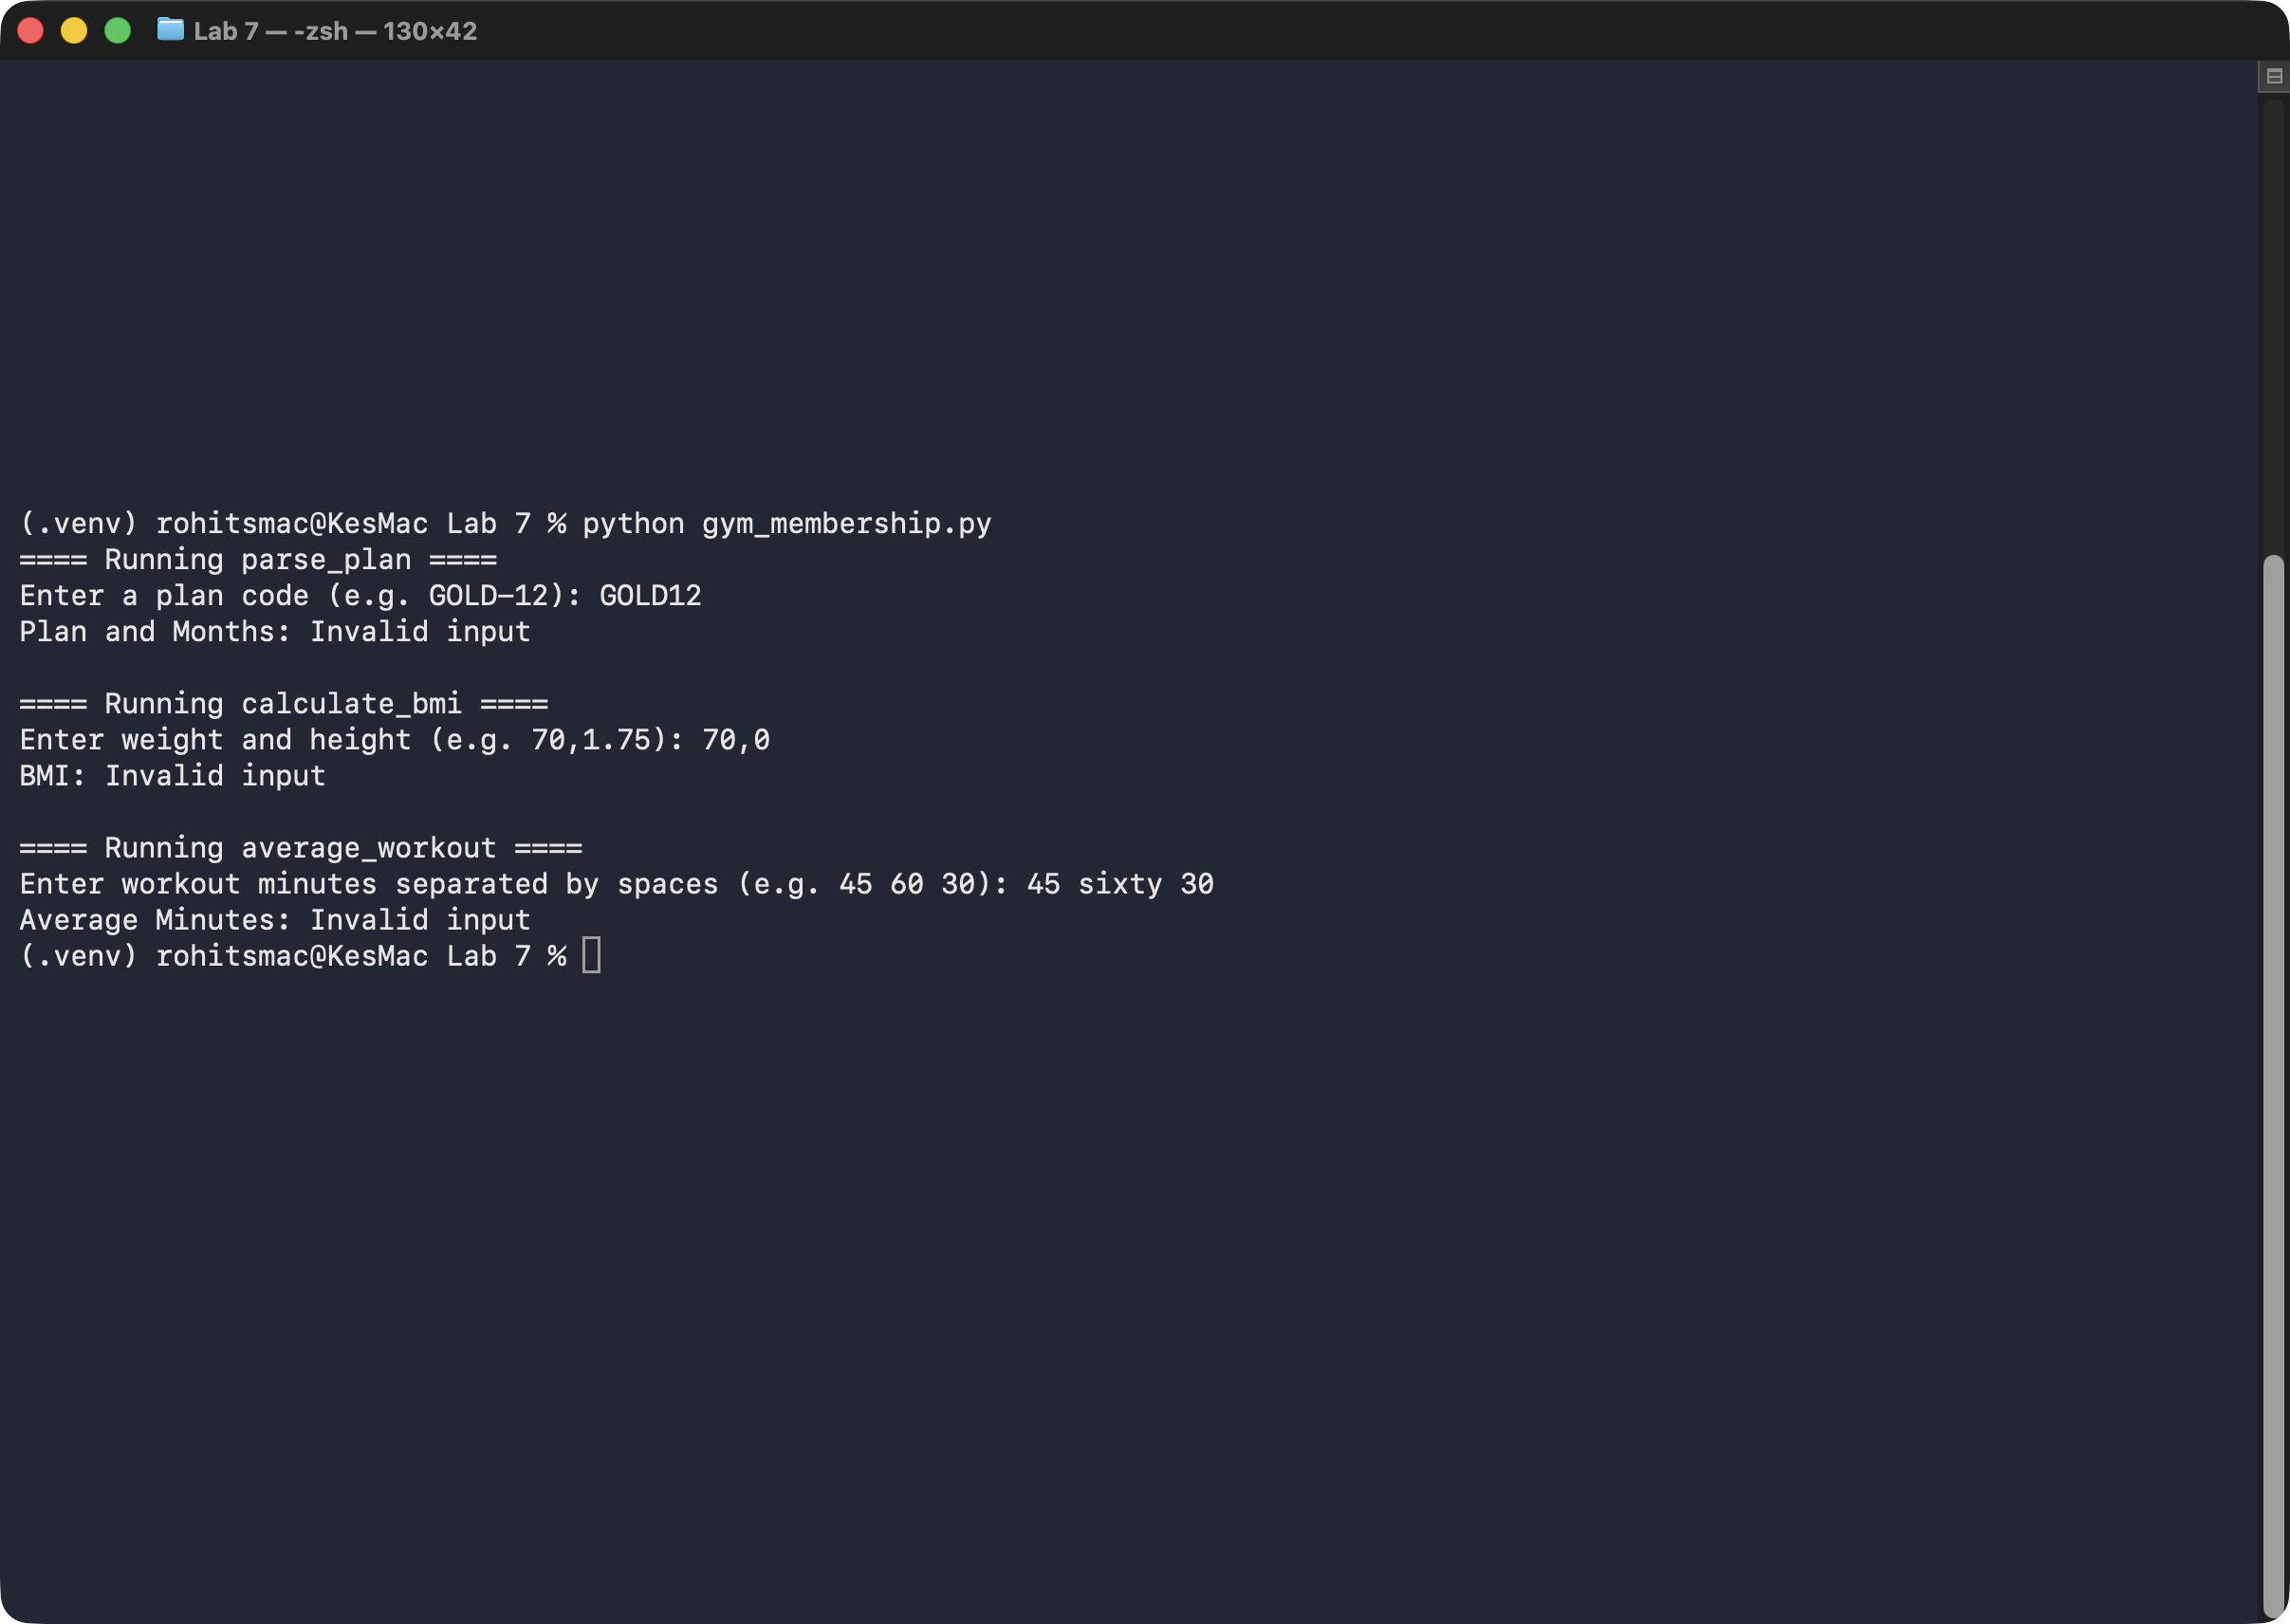 Lab 7 — -zsh — 130×42
(.venv) rohitsmac@KesMac Lab 7 % python gym_membership.py
==== Running parse_plan ====
Enter a plan code (e.g. GOLD-12): GOLD12
Plan and Months: Invalid input
==== Running calculate_bmi ====
Enter weight and height (e.g. 70,1.75): 70,0
BMI: Invalid input
==== Running average_workout ====
Enter workout minutes separated by spaces (e.g. 45 60 30): 45 sixty 30
Average Minutes: Invalid input
(.venv) rohitsmac@KesMac Lab 7 %